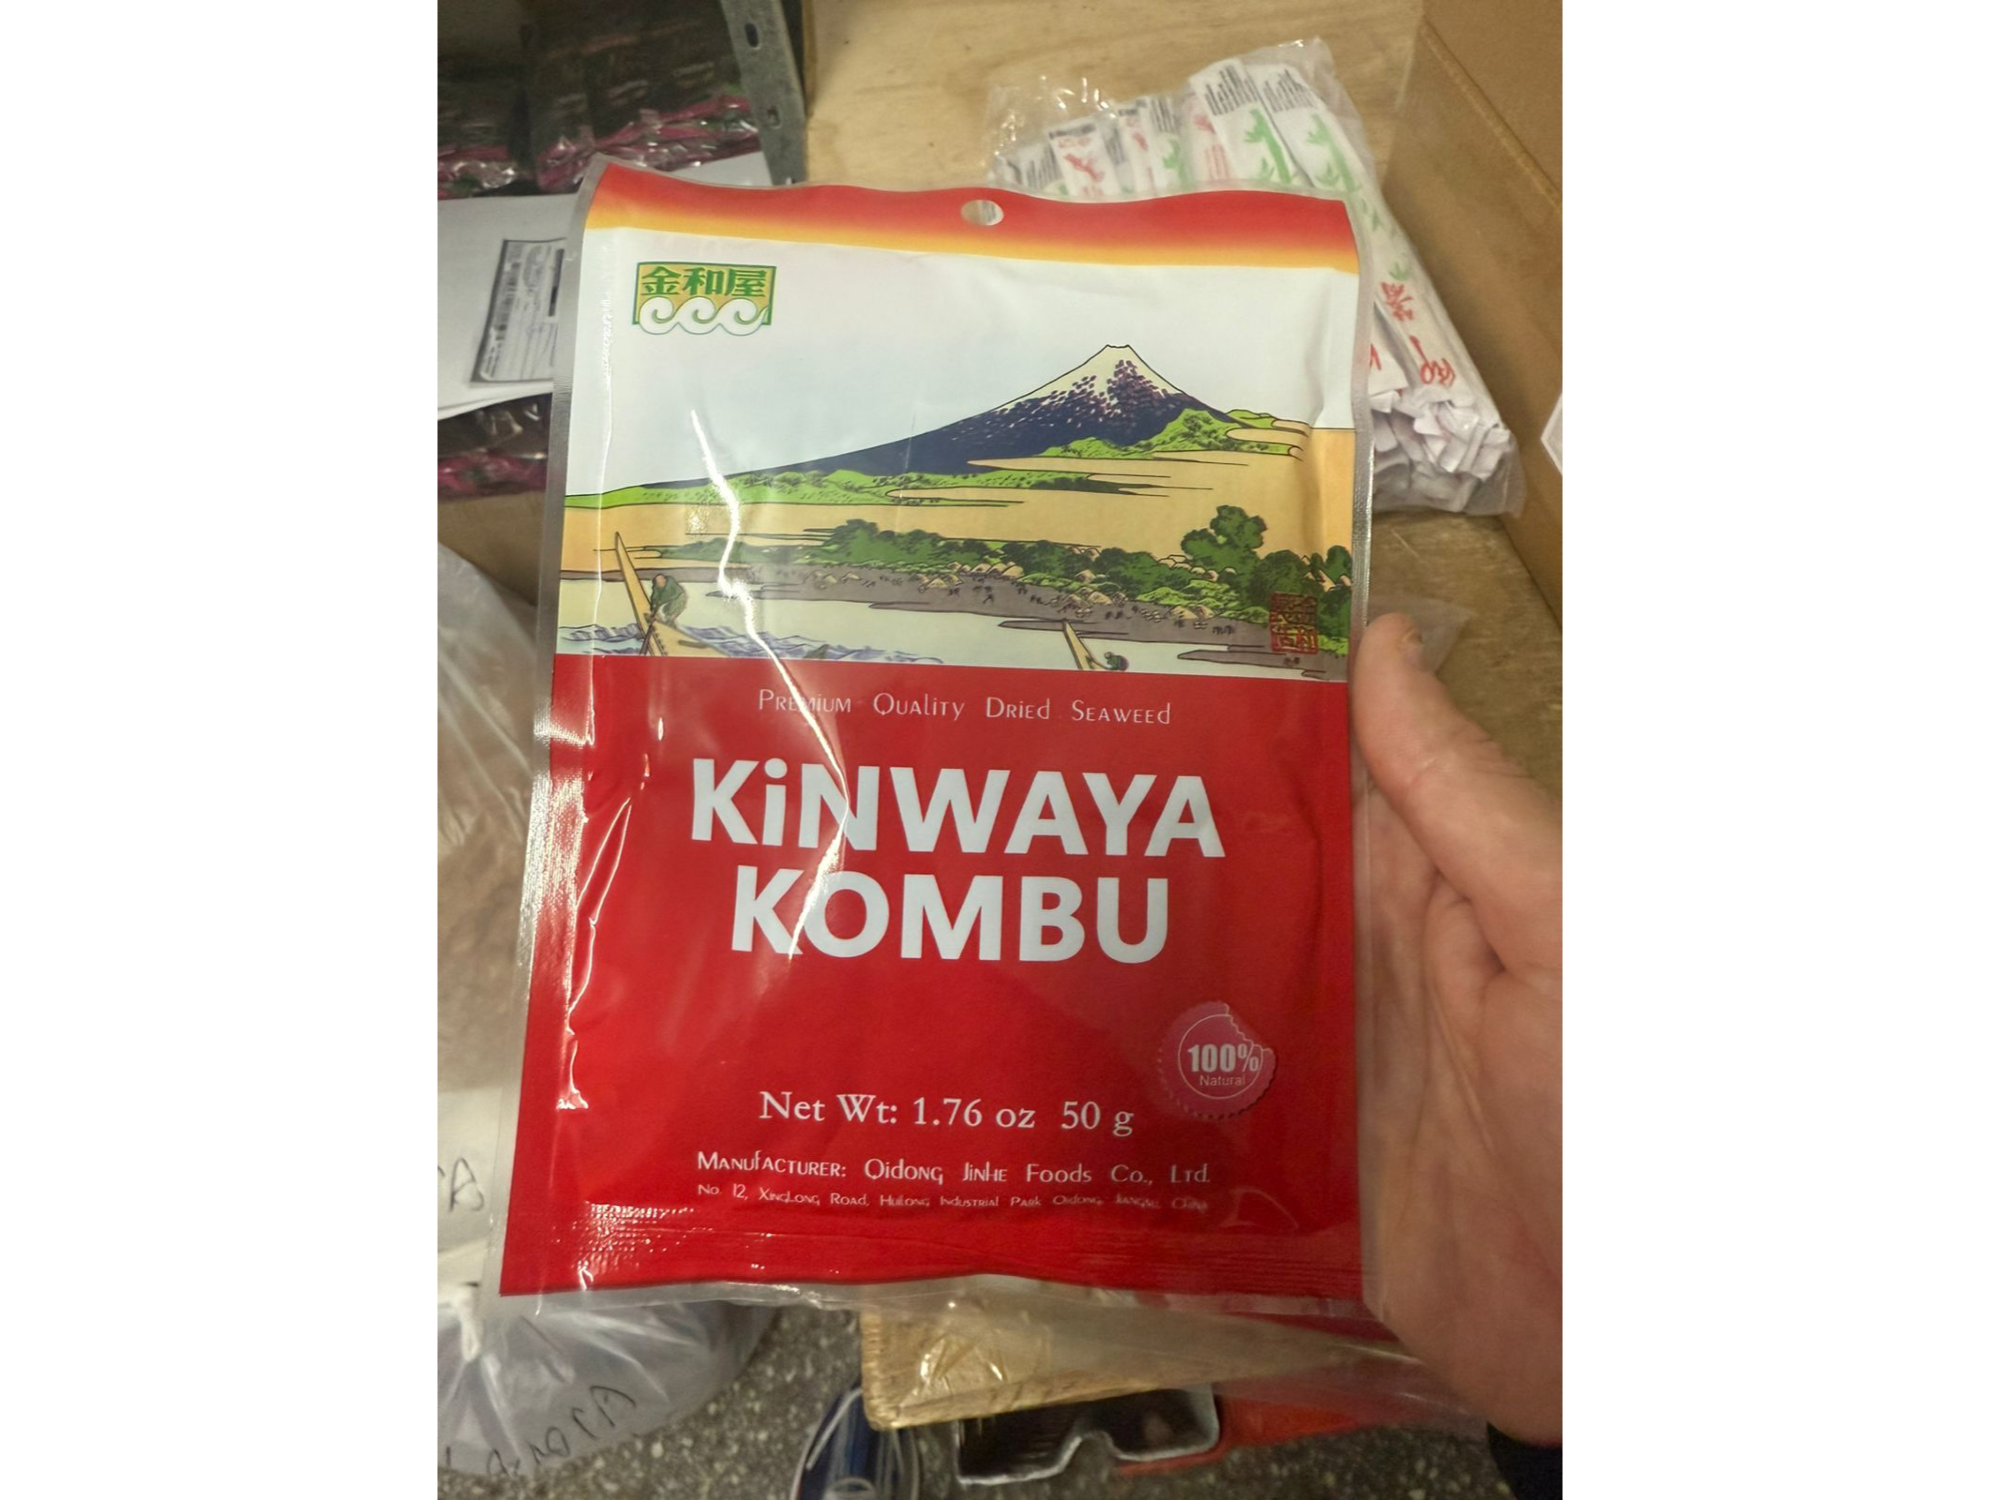 金和屋
Premium Quality Dried Seaweed
KiNWAYA
KOMBU
100%
Natural
Net Wt: 1.76 oz 50 g
Manufacturer: Qidong Jinhe Foods Co., Ltd.
No. 12, Xinglong Road, Huilong Industrial Park Qidong, Jiangsu, China